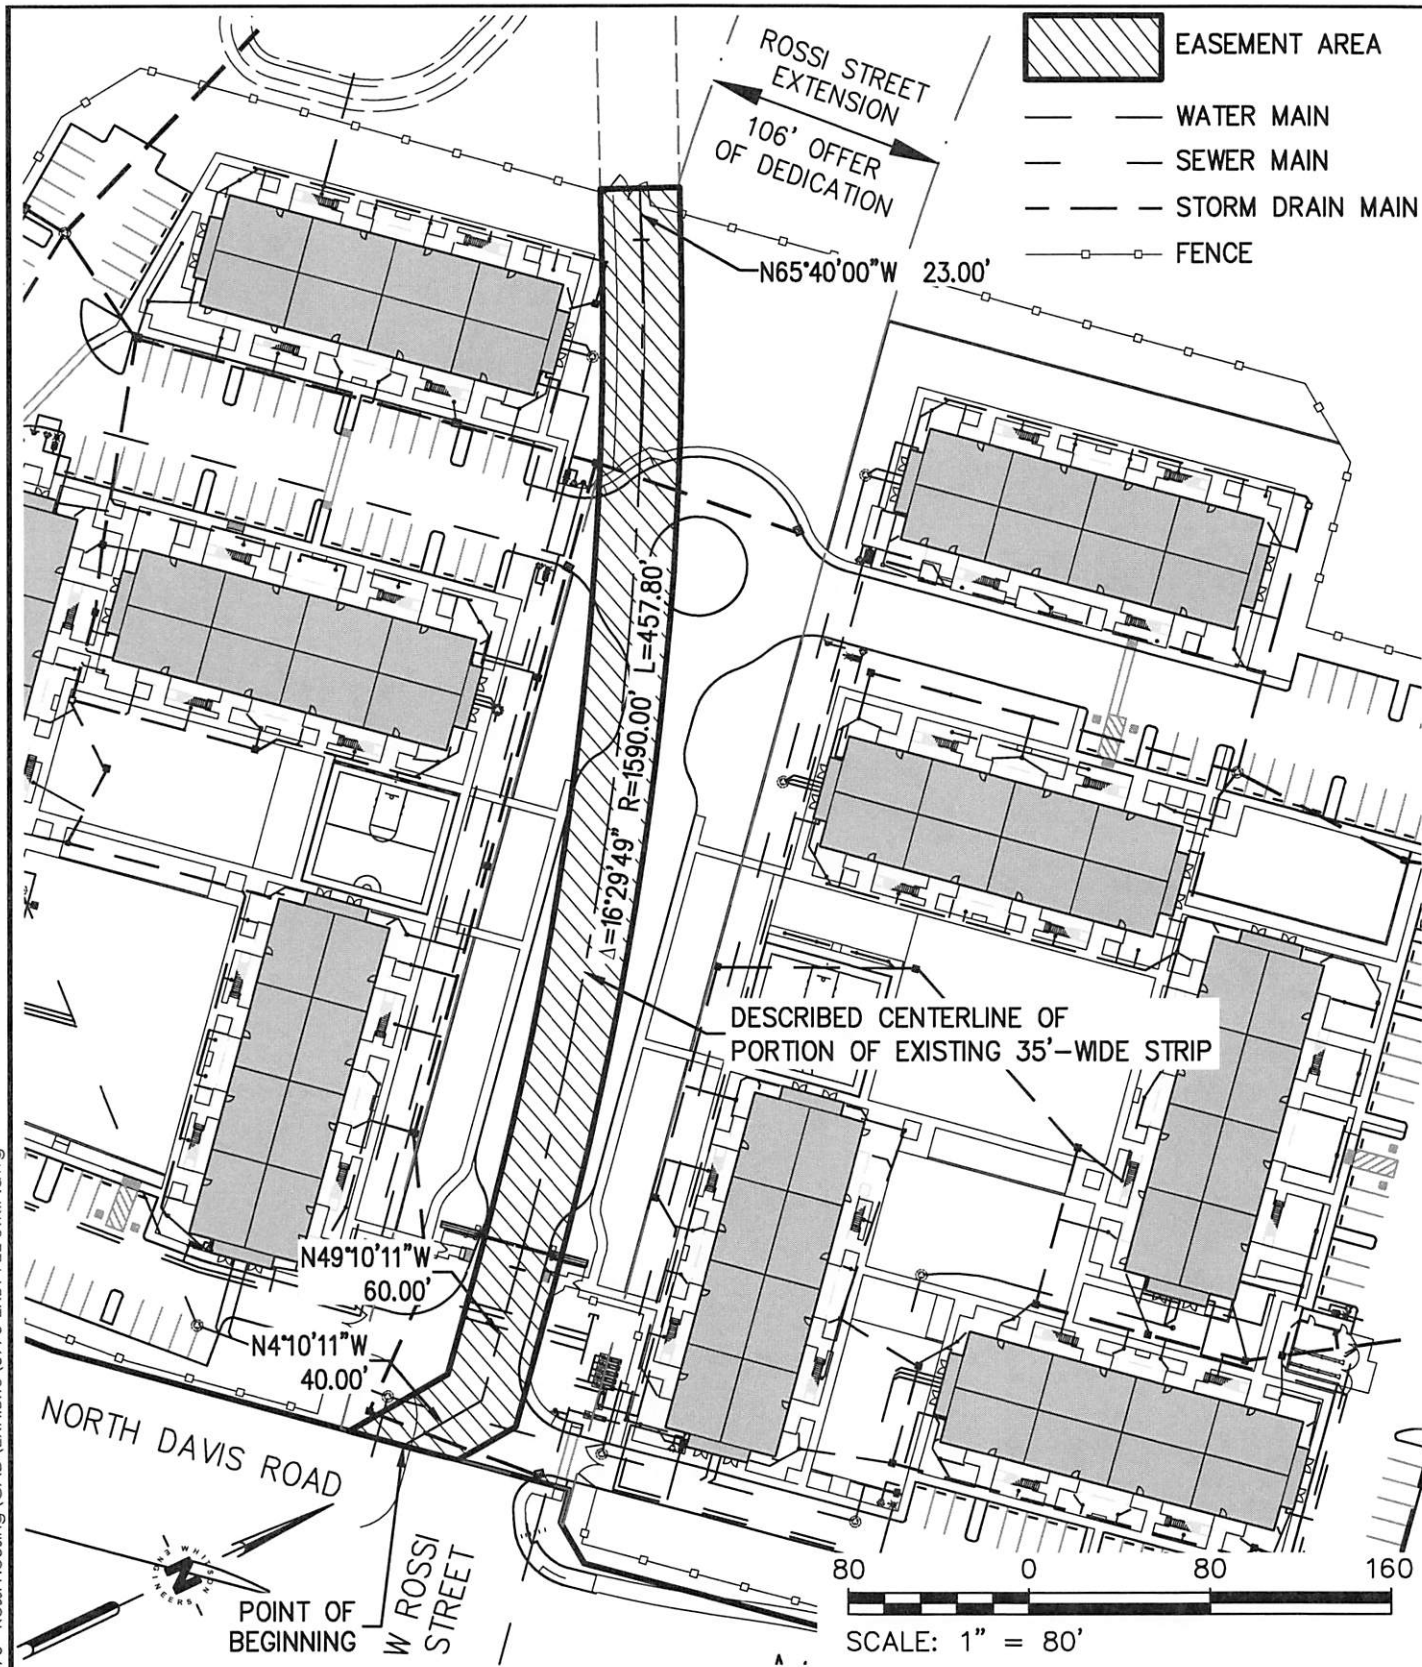 EASEMENT AREA
WATER MAIN
SEWER MAIN
STORM DRAIN MAIN
FENCE
ROSSI STREET
EXTENSION
106' OFFER
OF DEDICATION
N65°40'00"W 23.00'
Δ=16°29'49" R=1590.00' L=457.80'
DESCRIBED CENTERLINE OF
PORTION OF EXISTING 35'-WIDE STRIP
N49°10'11"W
60.00'
N4°10'11"W
40.00'
NORTH DAVIS ROAD
W ROSSI
STREET
POINT OF
BEGINNING
WHITSON
ENGINEERS
80 0 80 160
SCALE: 1" = 80'